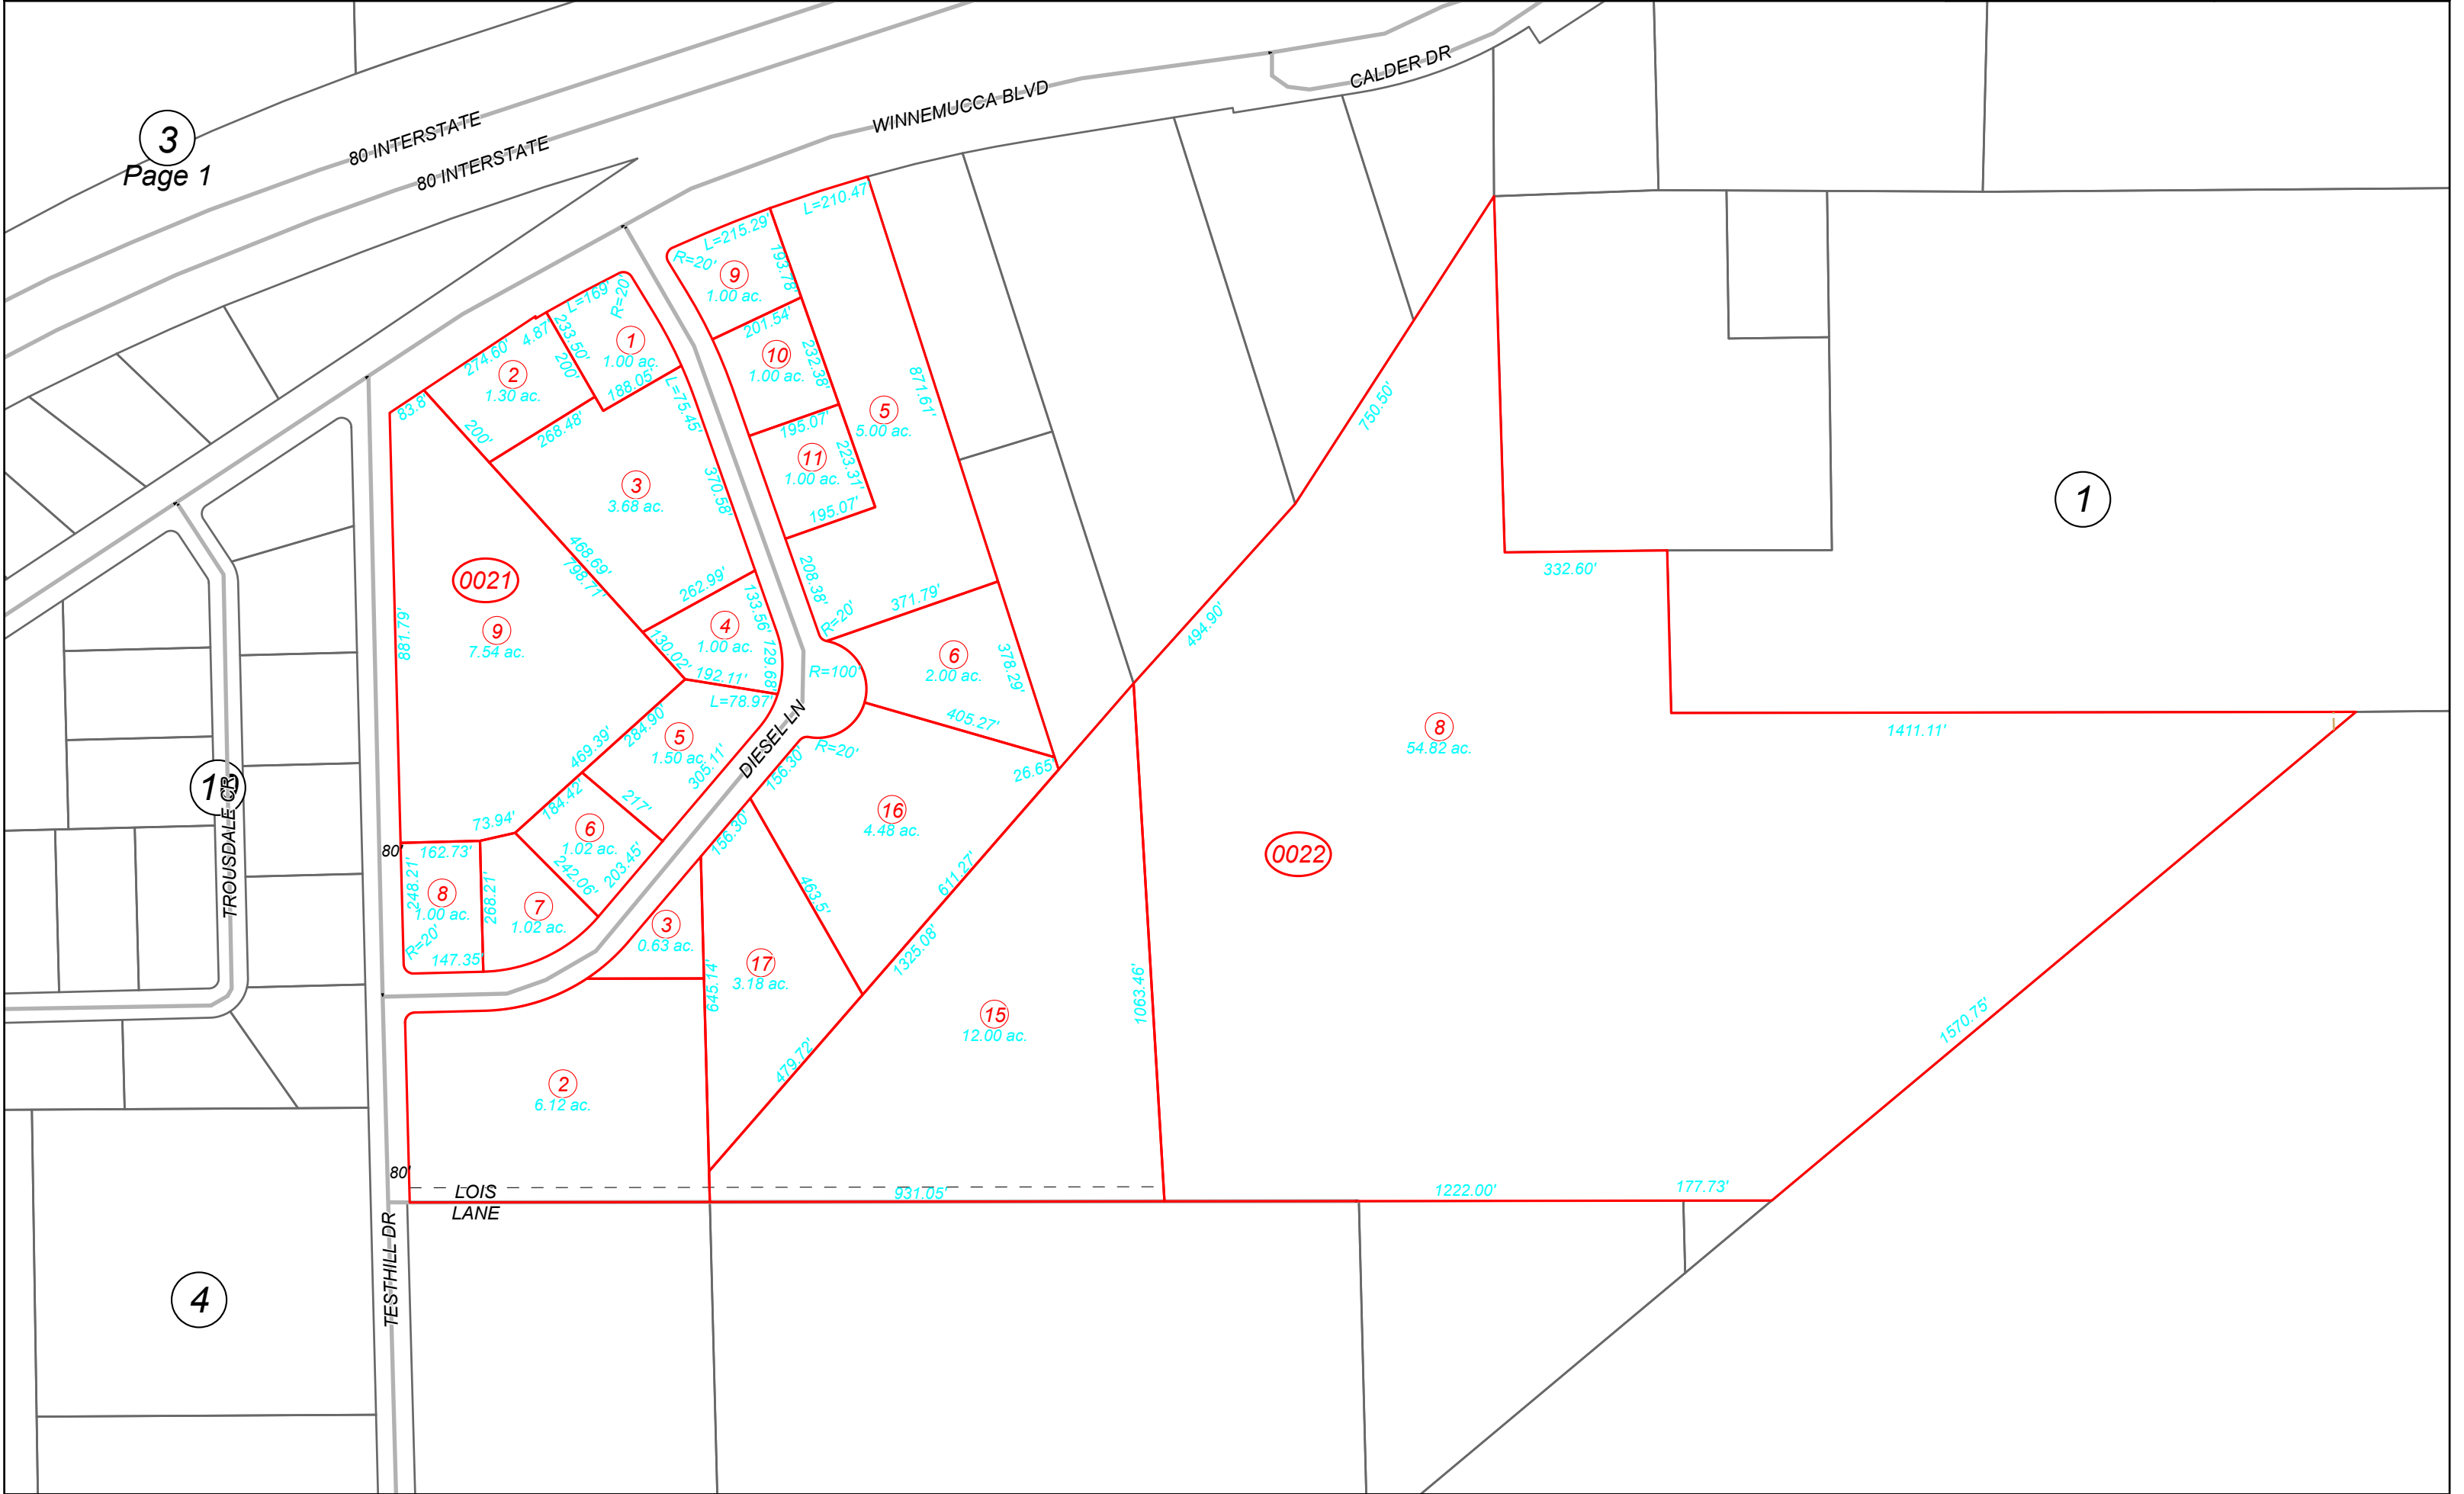 CALDER DR
WINNEMUCCA BLVD
80 INTERSTATE
80 INTERSTATE
3
Page 1
L=210.47'
L=215.29'
R=20'
193.78'
9
1.00 ac.
201.54'
10
1.00 ac.
232.38'
195.07'
11
1.00 ac.
223.31'
195.07'
5
5.00 ac.
871.61'
208.38'
R=20'
371.79'
L=169'
R=20'
4.87'
233.50'
200'
1
1.00 ac.
188.05'
L=75.45'
274.60'
2
1.30 ac.
83.8'
200'
268.48'
3
3.68 ac.
370.58'
468.69'
798.71'
262.99'
0021
9
7.54 ac.
881.79'
4
1.00 ac.
133.56'
129.68'
130.02'
192.11'
L=78.97'
R=100'
6
2.00 ac.
378.29'
405.27'
26.65'
R=20'
DIESEL LN
284.90'
469.39'
5
1.50 ac.
305.11'
217'
184.42'
73.94'
6
1.02 ac.
242.06'
203.45'
156.30'
156.30'
162.73'
80'
248.21'
268.21'
8
1.00 ac.
R=20'
147.35'
7
1.02 ac.
3
0.63 ac.
16
4.48 ac.
463.5'
611.27'
1325.08'
17
3.18 ac.
645.14'
479.72'
15
12.00 ac.
1063.46'
2
6.12 ac.
750.50'
494.90'
332.60'
1
8
54.82 ac.
1411.11'
0022
1570.75'
10
TROUSDALE CR
80'
LOIS
LANE
931.05'
1222.00'
177.73'
TESTHILL DR
4